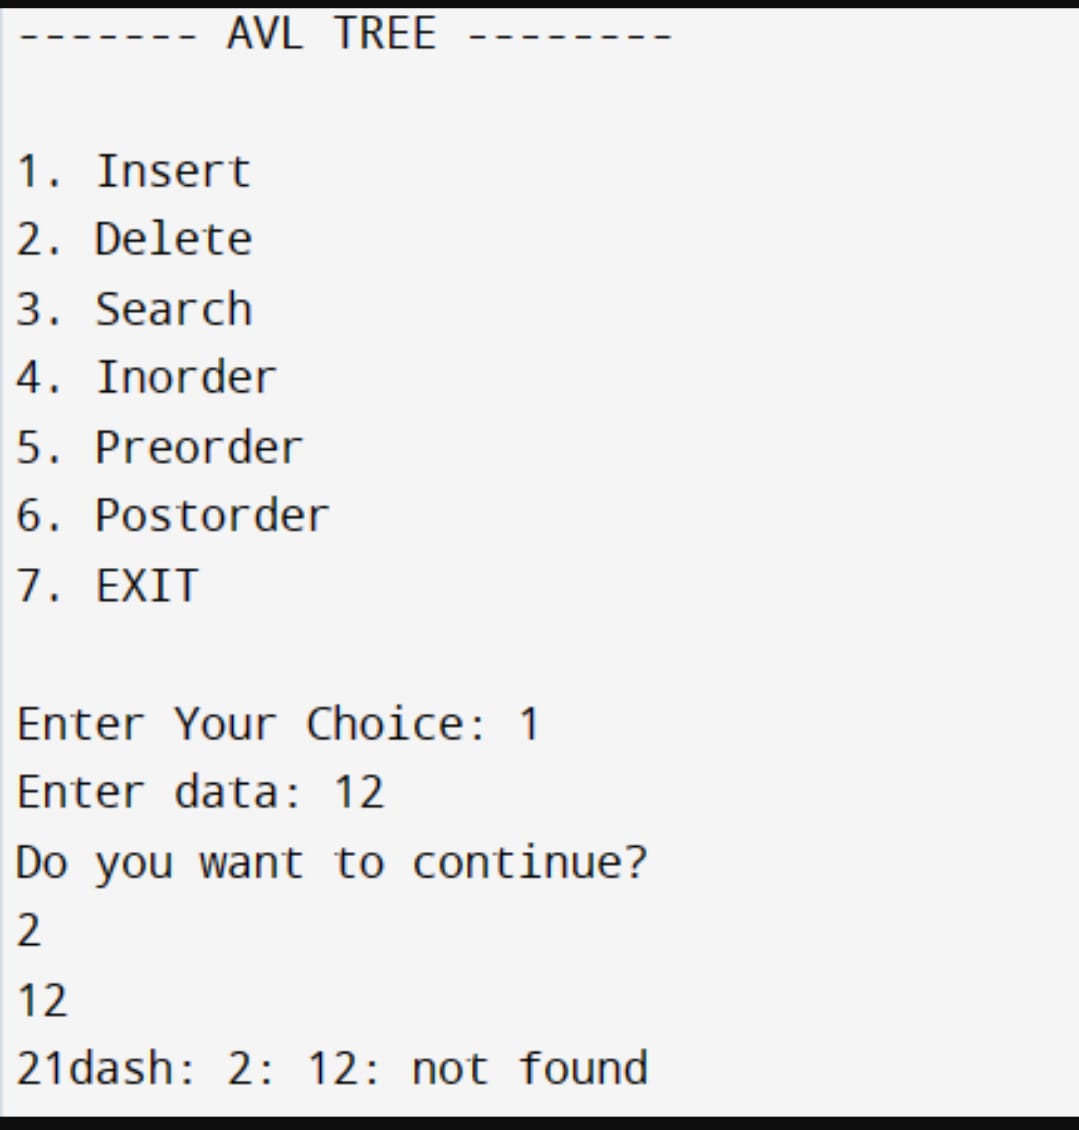 ------- AVL TREE --------
1. Insert
2. Delete
3. Search
4. Inorder
5. Preorder
6. Postorder
7. EXIT
Enter Your Choice: 1
Enter data: 12
Do you want to continue?
2
12
21dash: 2: 12: not found